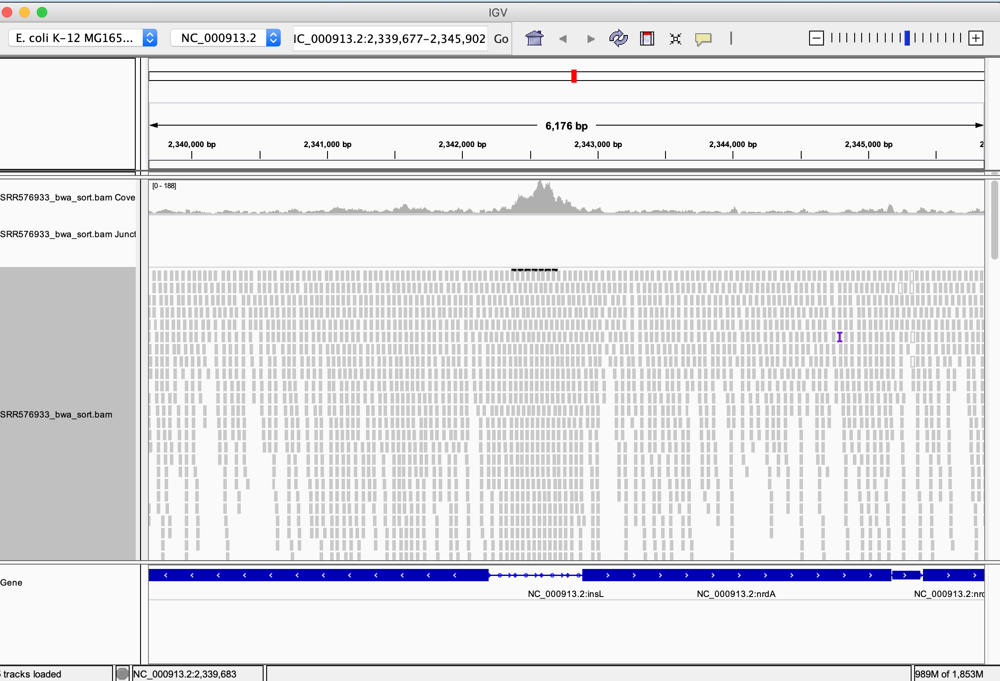 IGV
E. coli K-12 MG165...
NC_000913.2
IC_000913.2:2,339,677-2,345,902
Go
6,176 bp
2,340,000 bp 2,341,000 bp 2,342,000 bp 2,343,000 bp 2,344,000 bp 2,345,000 bp 2
[0 - 188]
SRR576933_bwa_sort.bam Cove
SRR576933_bwa_sort.bam Junct
SRR576933_bwa_sort.bam
Gene
NC_000913.2:insL NC_000913.2:nrdA NC_000913.2:nrd
tracks loaded
NC_000913.2:2,339,683
989M of 1,853M